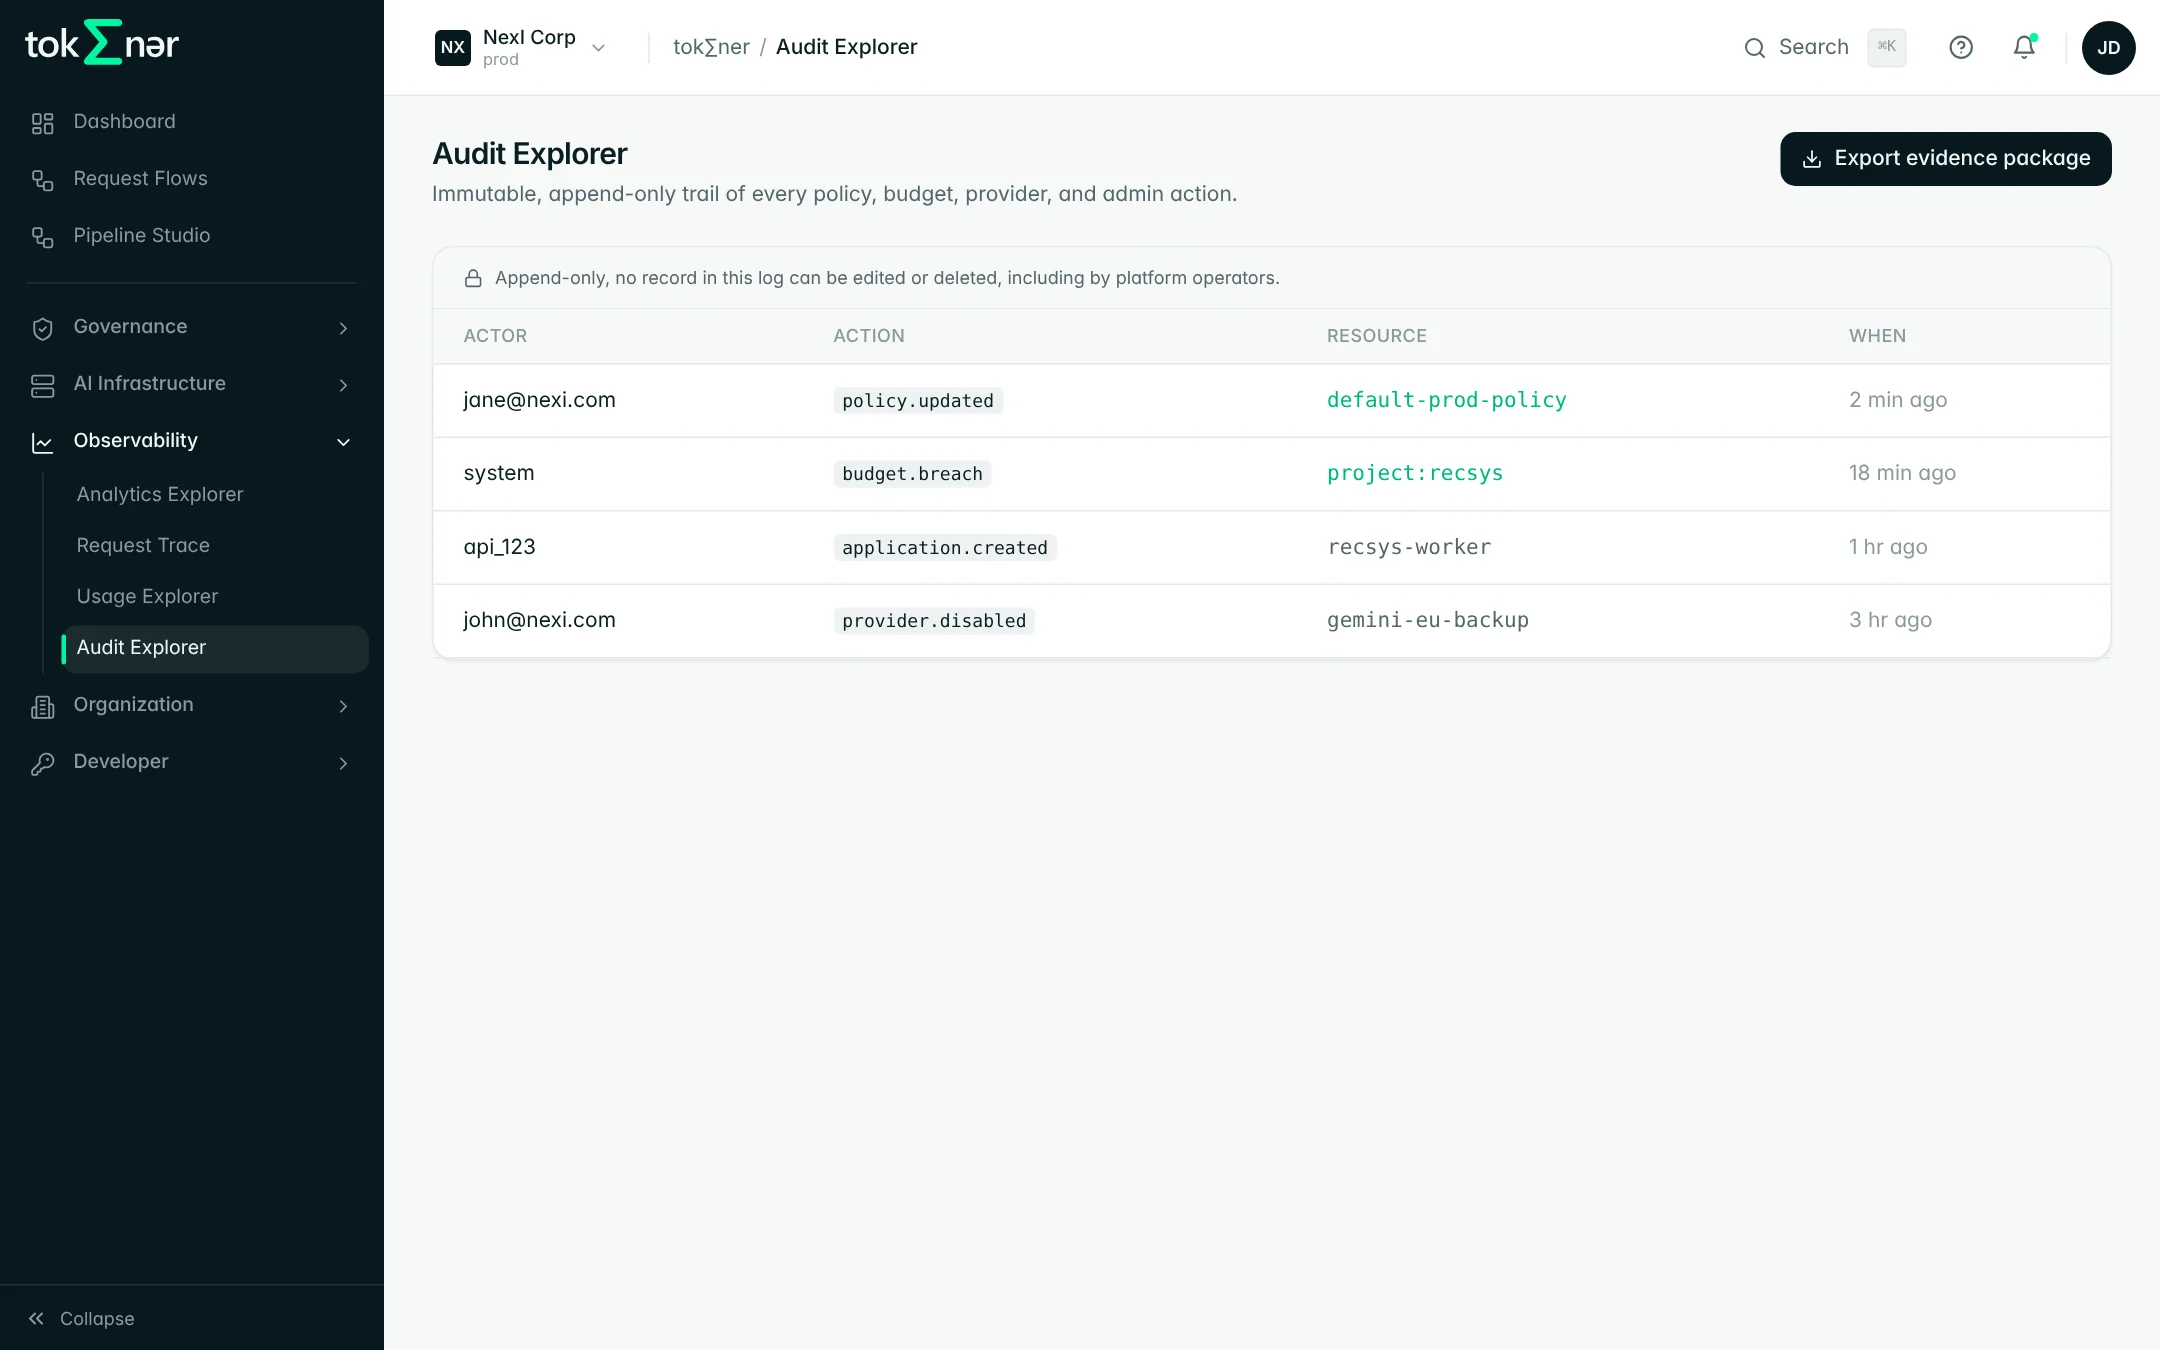 tok∑nər
Dashboard
Request Flows
Pipeline Studio
Governance
AI Infrastructure
Observability
Analytics Explorer
Request Trace
Usage Explorer
Audit Explorer
Organization
Developer
Collapse
NX
Nexl Corp
prod
tok∑ner / Audit Explorer
Search
⌘K
JD
Audit Explorer
Immutable, append-only trail of every policy, budget, provider, and admin action.
Export evidence package
Append-only, no record in this log can be edited or deleted, including by platform operators.
ACTOR ACTION RESOURCE WHEN
jane@nexi.com policy.updated default-prod-policy 2 min ago
system budget.breach project:recsys 18 min ago
api_123 application.created recsys-worker 1 hr ago
john@nexi.com provider.disabled gemini-eu-backup 3 hr ago